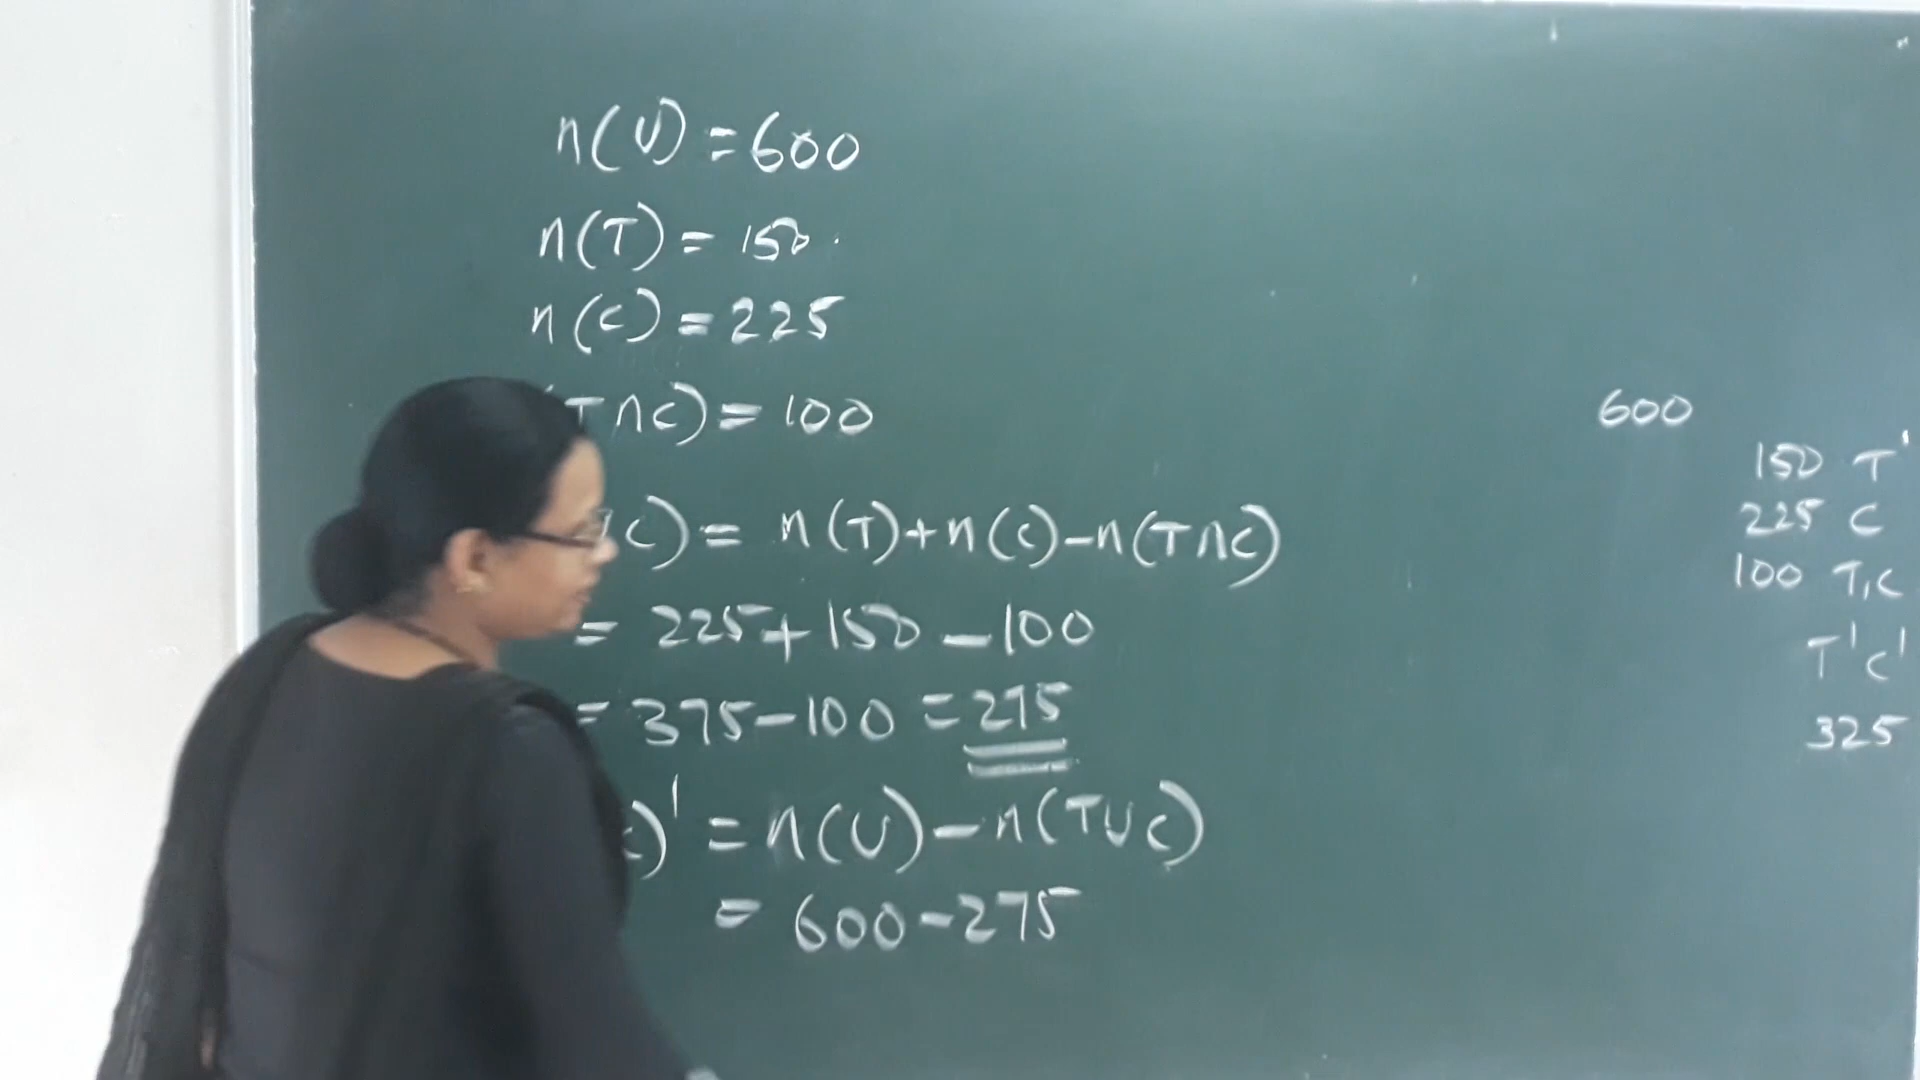 n(U) = 600
n(T) = 150
n(C) = 225
T∩C) = 100
C) = n(T)+n(C)-n(T∩C)
= 225+150-100
= 375-100 = 275
C)' = n(U)-n(T∪C)
= 600-275
600
150 T'
225 C
100 T,C
T'C'
325